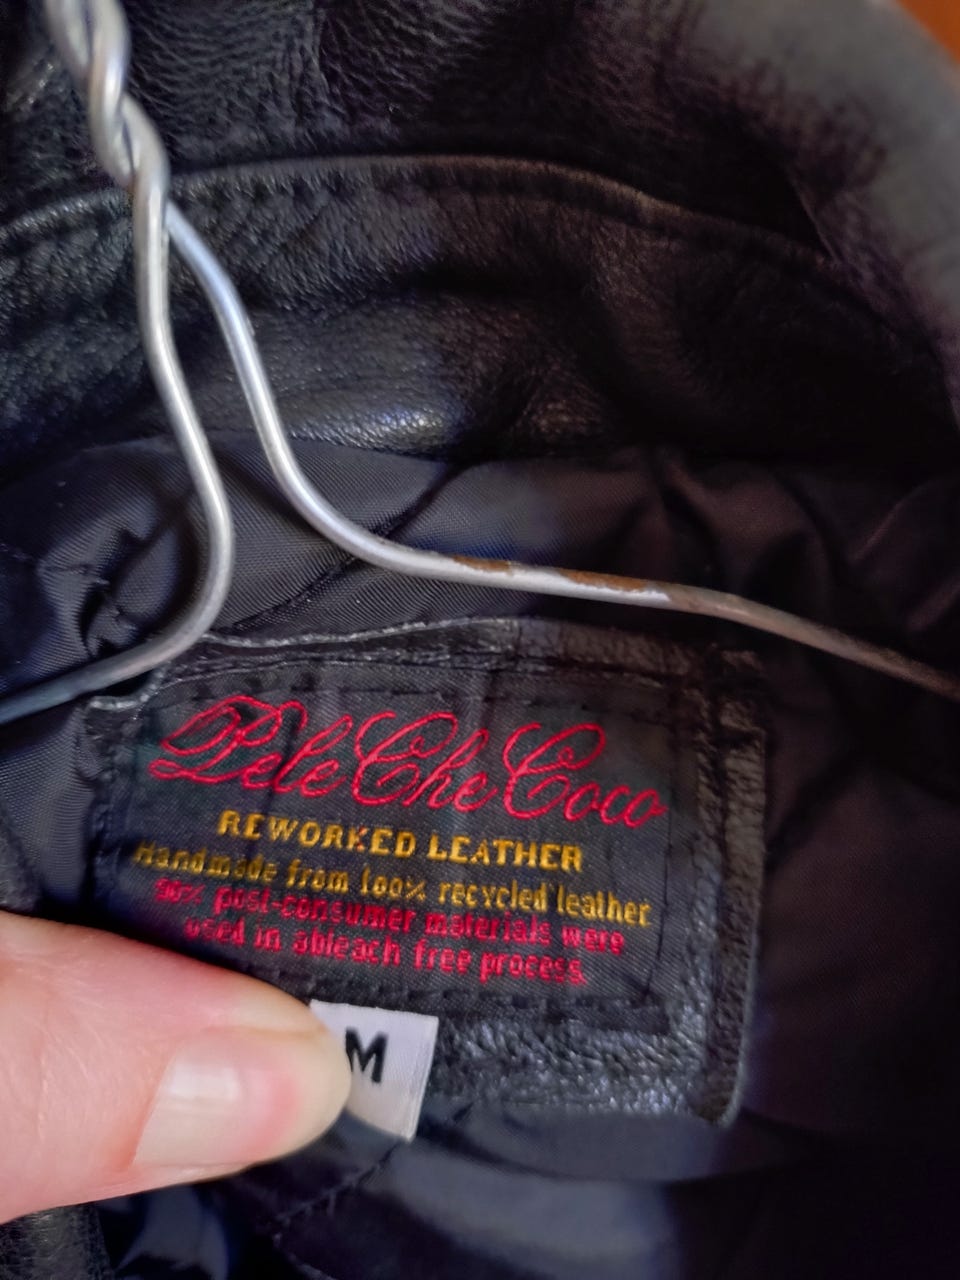 Pele Che Coco
REWORKED LEATHER
Handmade from 100% recycled leather
90% post-consumer materials were
used in ableach free process.
M